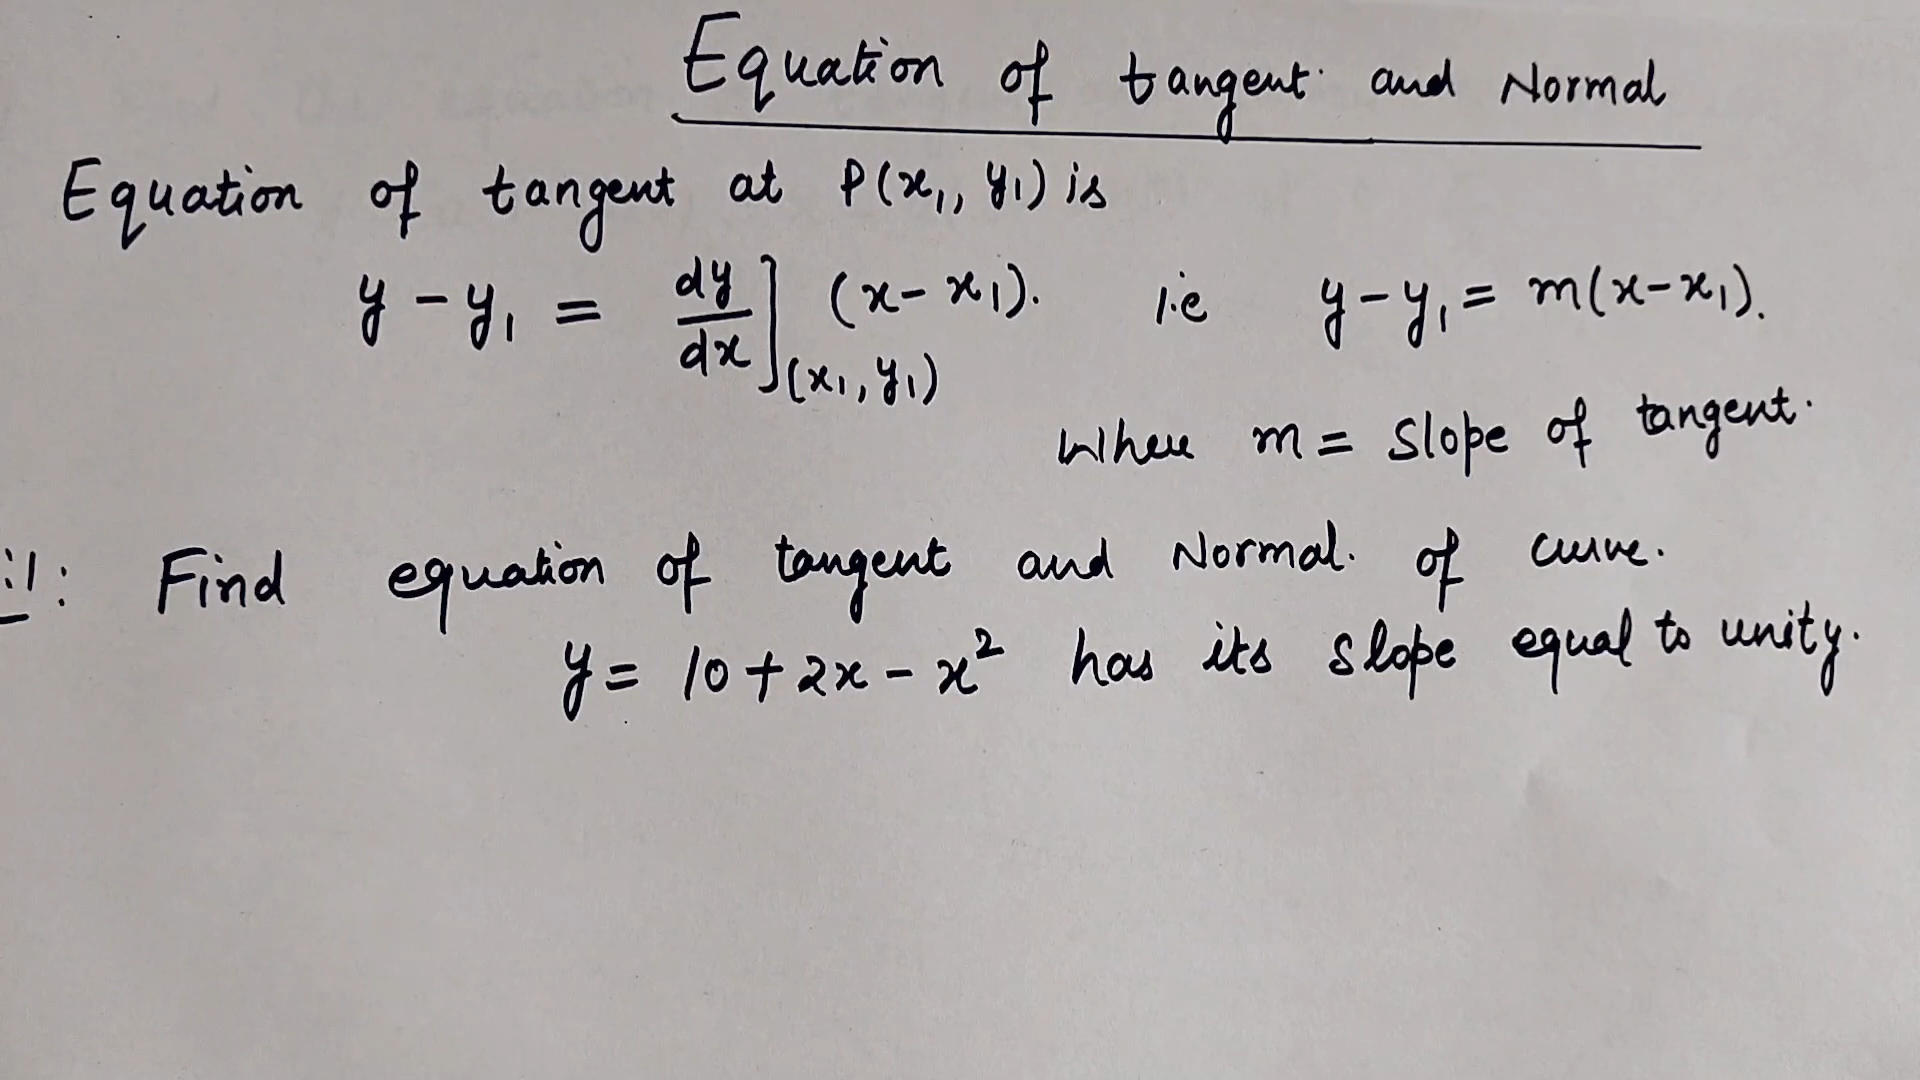 Equation of tangent and Normal
Equation of tangent at P(x₁, y₁) is
y - y₁ = dy/dx](x₁, y₁) (x - x₁). i.e y - y₁ = m(x - x₁).
Where m = Slope of tangent.
:1: Find equation of tangent and Normal. of curve.
y = 10 + 2x - x² has its slope equal to unity.